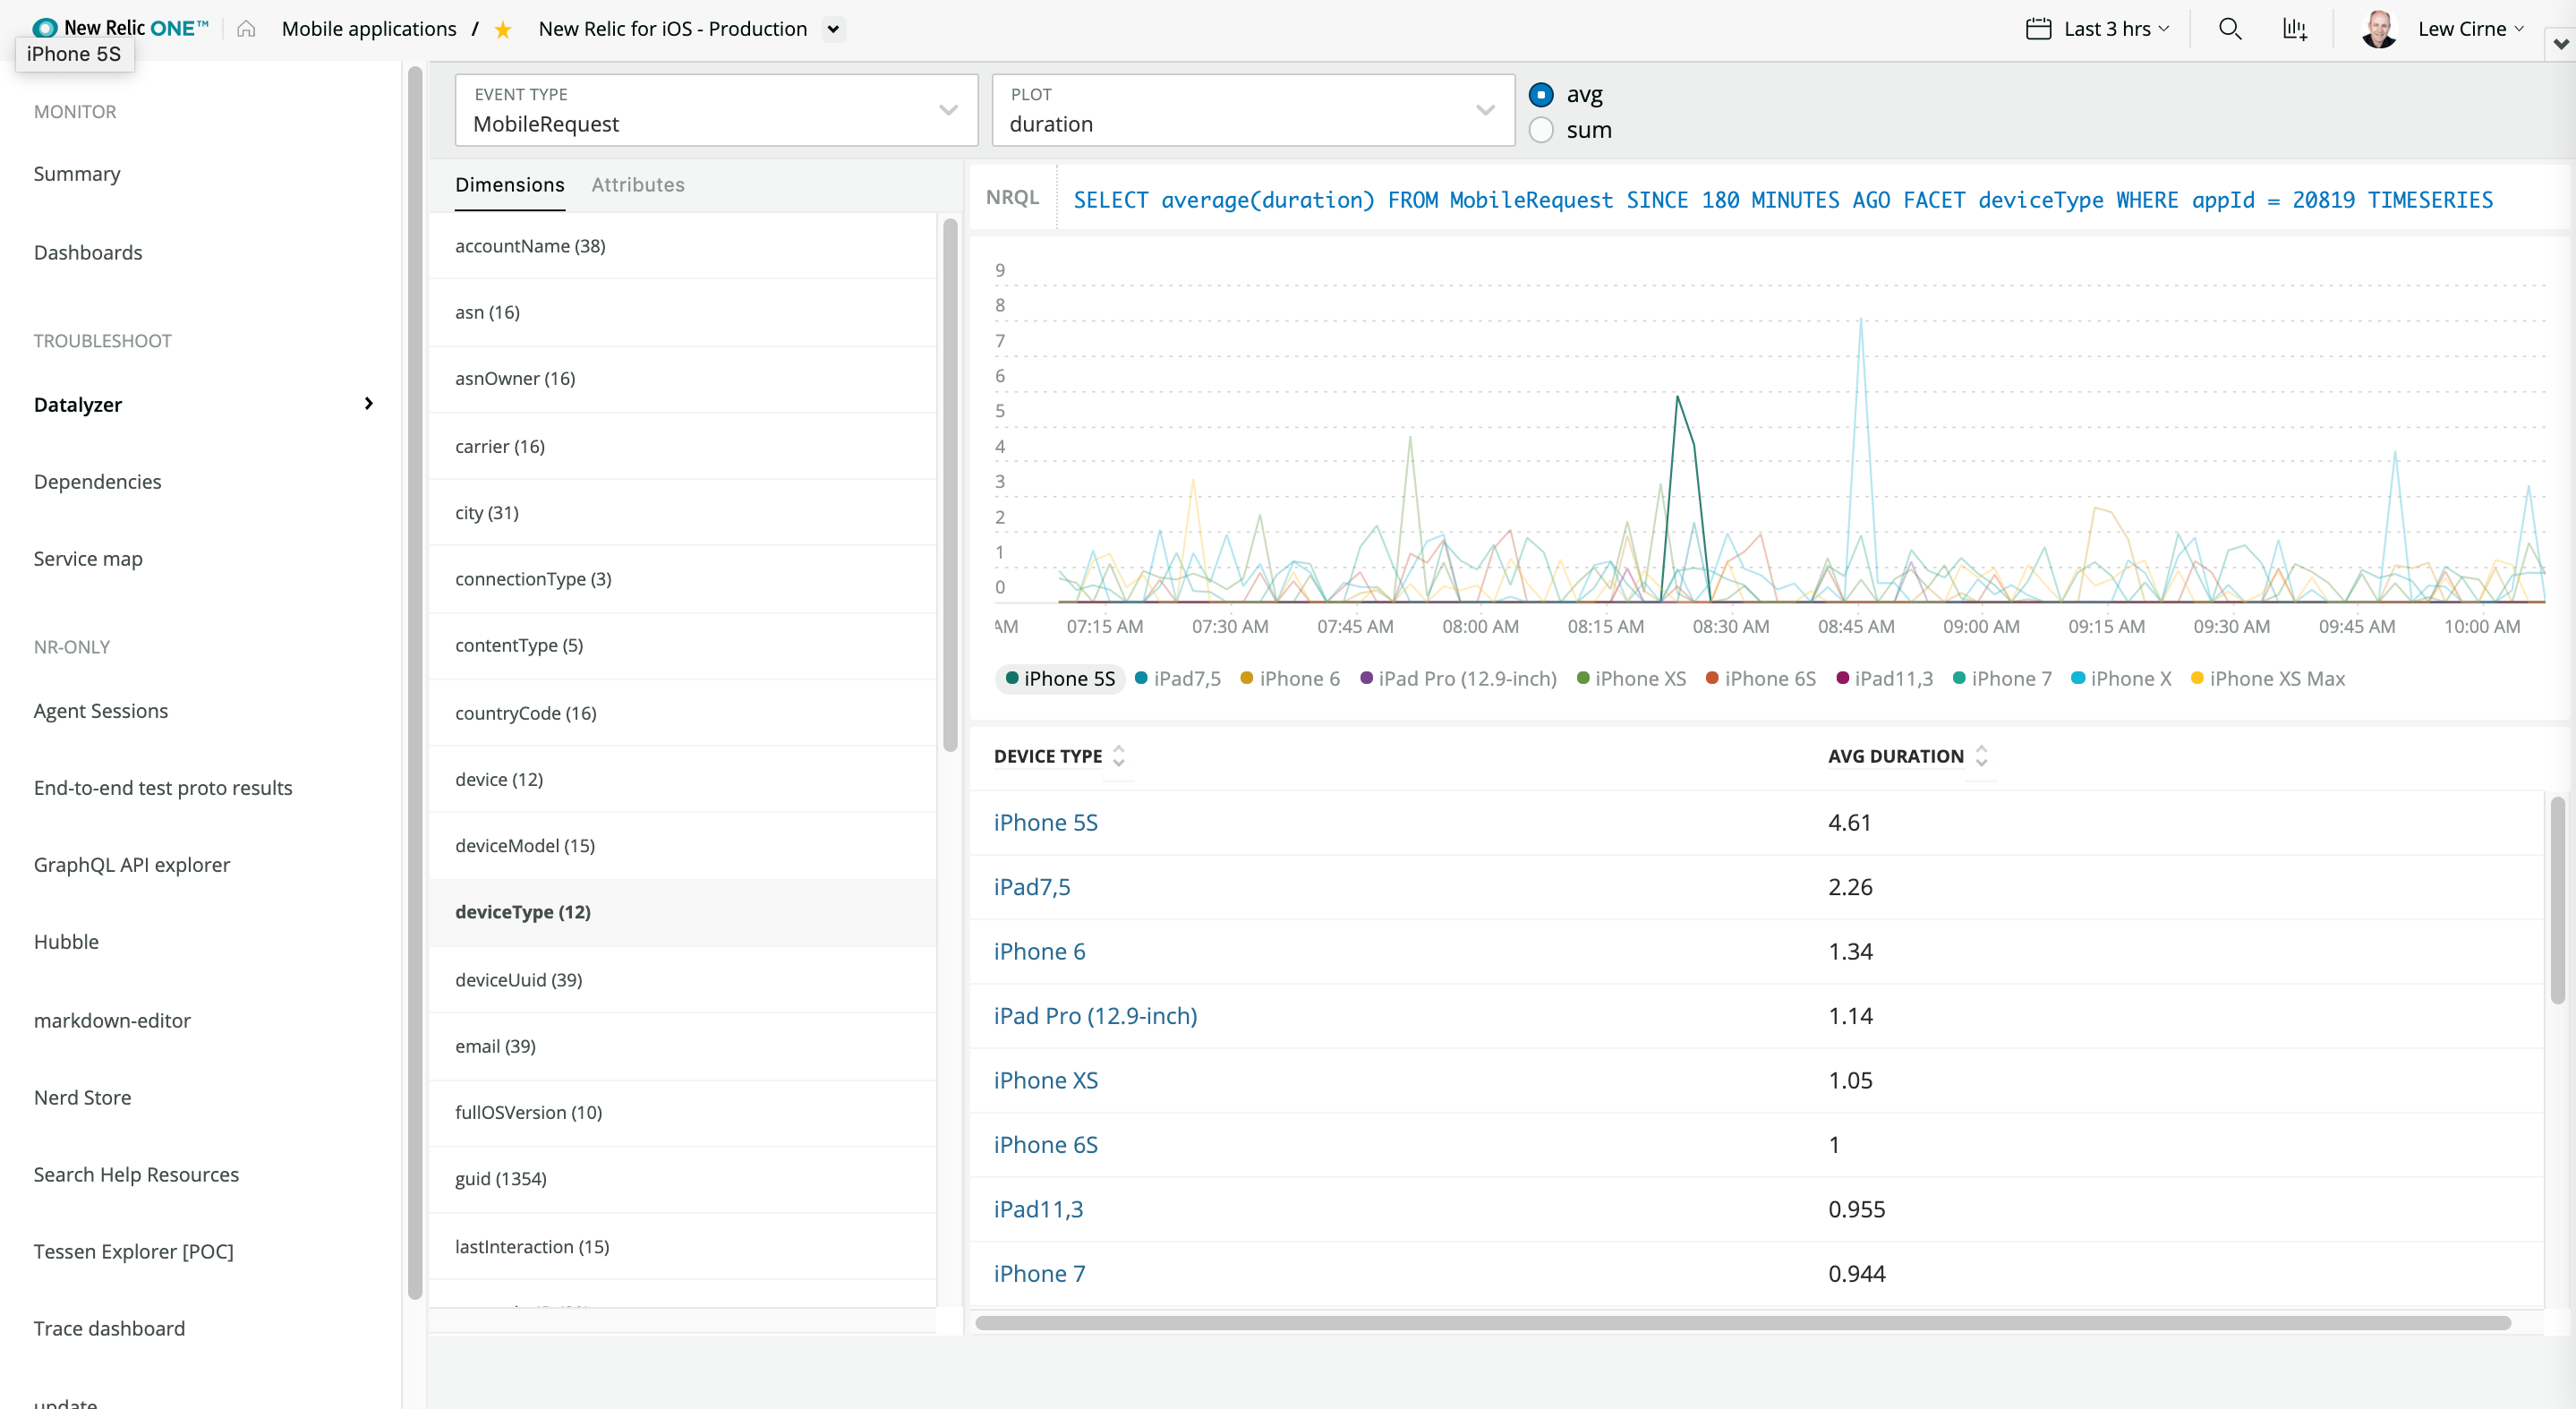 New Relic ONE™
Mobile applications / New Relic for iOS - Production
Last 3 hrs
Lew Cirne
iPhone 5S
MONITOR
Summary
Dashboards
TROUBLESHOOT
Datalyzer
Dependencies
Service map
NR-ONLY
Agent Sessions
End-to-end test proto results
GraphQL API explorer
Hubble
markdown-editor
Nerd Store
Search Help Resources
Tessen Explorer [POC]
Trace dashboard
update
EVENT TYPE
MobileRequest
PLOT
duration
avg
sum
Dimensions Attributes
accountName (38)
asn (16)
asnOwner (16)
carrier (16)
city (31)
connectionType (3)
contentType (5)
countryCode (16)
device (12)
deviceModel (15)
deviceType (12)
deviceUuid (39)
email (39)
fullOSVersion (10)
guid (1354)
lastInteraction (15)
NRQL SELECT average(duration) FROM MobileRequest SINCE 180 MINUTES AGO FACET deviceType WHERE appId = 20819 TIMESERIES
9
8
7
6
5
4
3
2
1
0
AM 07:15 AM 07:30 AM 07:45 AM 08:00 AM 08:15 AM 08:30 AM 08:45 AM 09:00 AM 09:15 AM 09:30 AM 09:45 AM 10:00 AM
iPhone 5S iPad7,5 iPhone 6 iPad Pro (12.9-inch) iPhone XS iPhone 6S iPad11,3 iPhone 7 iPhone X iPhone XS Max
DEVICE TYPE AVG DURATION
iPhone 5S 4.61
iPad7,5 2.26
iPhone 6 1.34
iPad Pro (12.9-inch) 1.14
iPhone XS 1.05
iPhone 6S 1
iPad11,3 0.955
iPhone 7 0.944